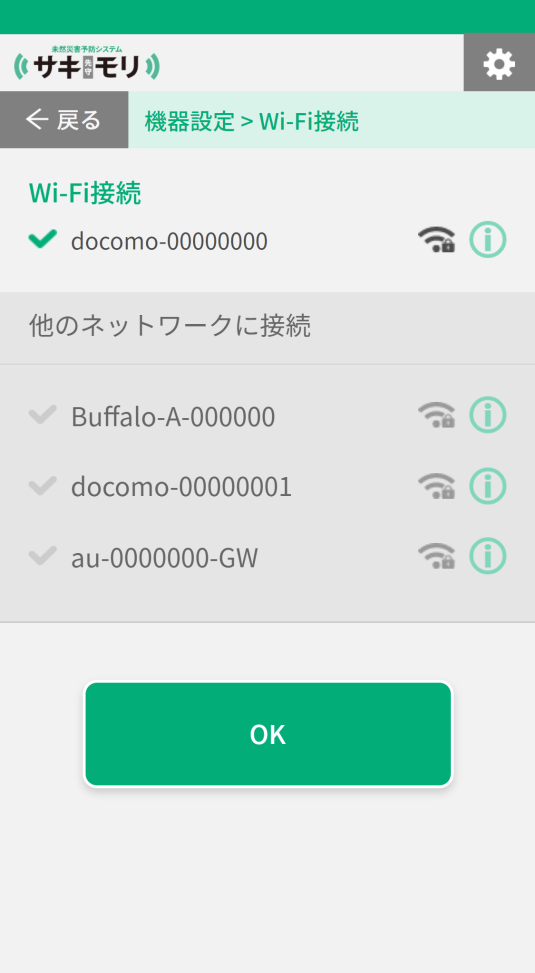 未然災害予防システム
サキ先守モリ
戻る
機器設定 > Wi-Fi接続
Wi-Fi接続
docomo-00000000
他のネットワークに接続
Buffalo-A-000000
docomo-00000001
au-0000000-GW
OK